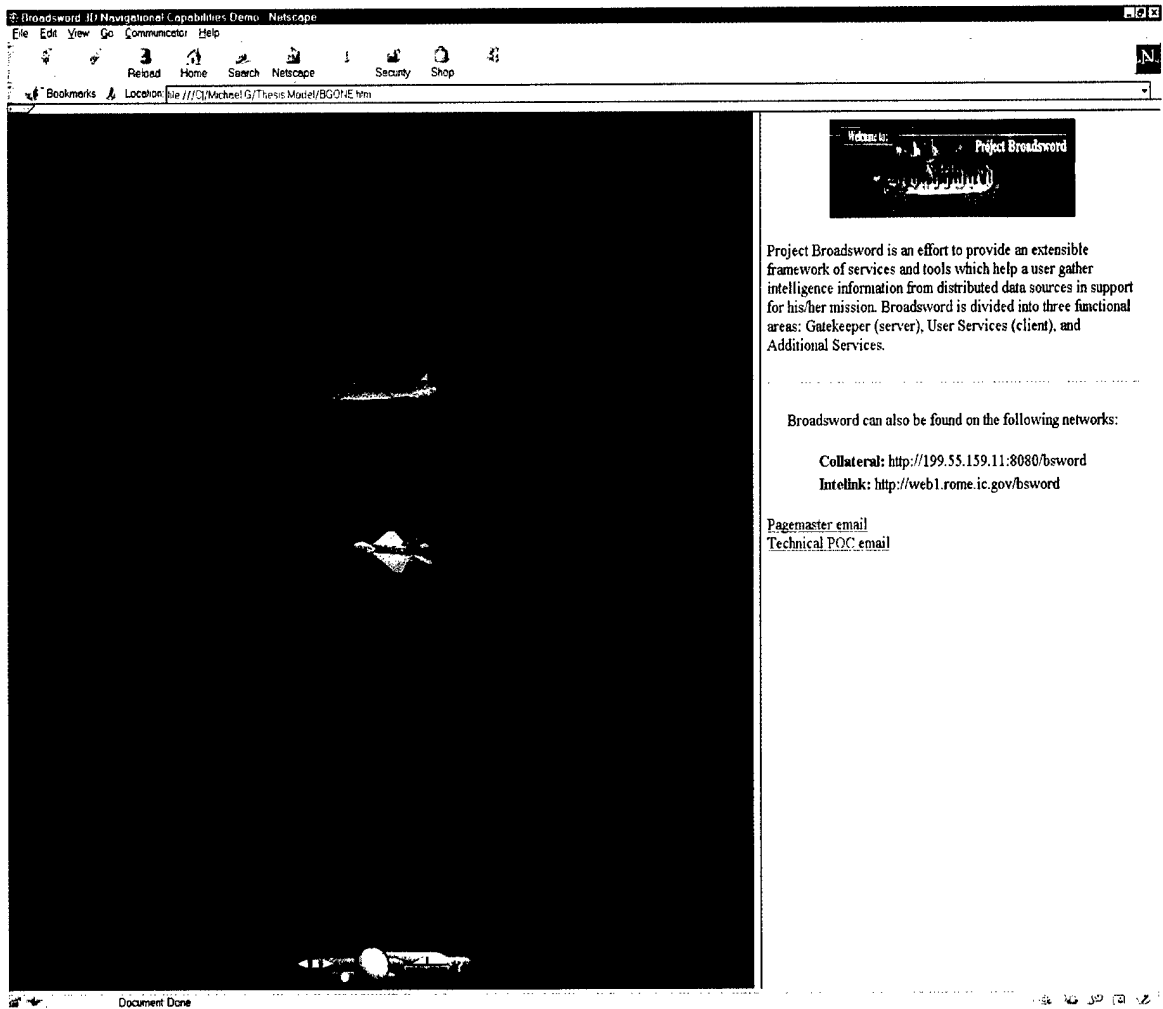 Broadsword 3D Navigational Capabilities Demo Netscape
File Edit View Go Communicator Help
Reload Home Search Netscape Security Shop
Bookmarks Location: file:///C|/Michael G/Thesis Model/BGONE.htm
Welcome to:
Project Broadsword
Project Broadsword is an effort to provide an extensible
framework of services and tools which help a user gather
intelligence information from distributed data sources in support
for his/her mission. Broadsword is divided into three functional
areas: Gatekeeper (server), User Services (client), and
Additional Services.
Broadsword can also be found on the following networks:
Collateral: http://199.55.159.11:8080/bsword
Intelink: http://web1.rome.ic.gov/bsword
Pagemaster email
Technical POC email
Document Done